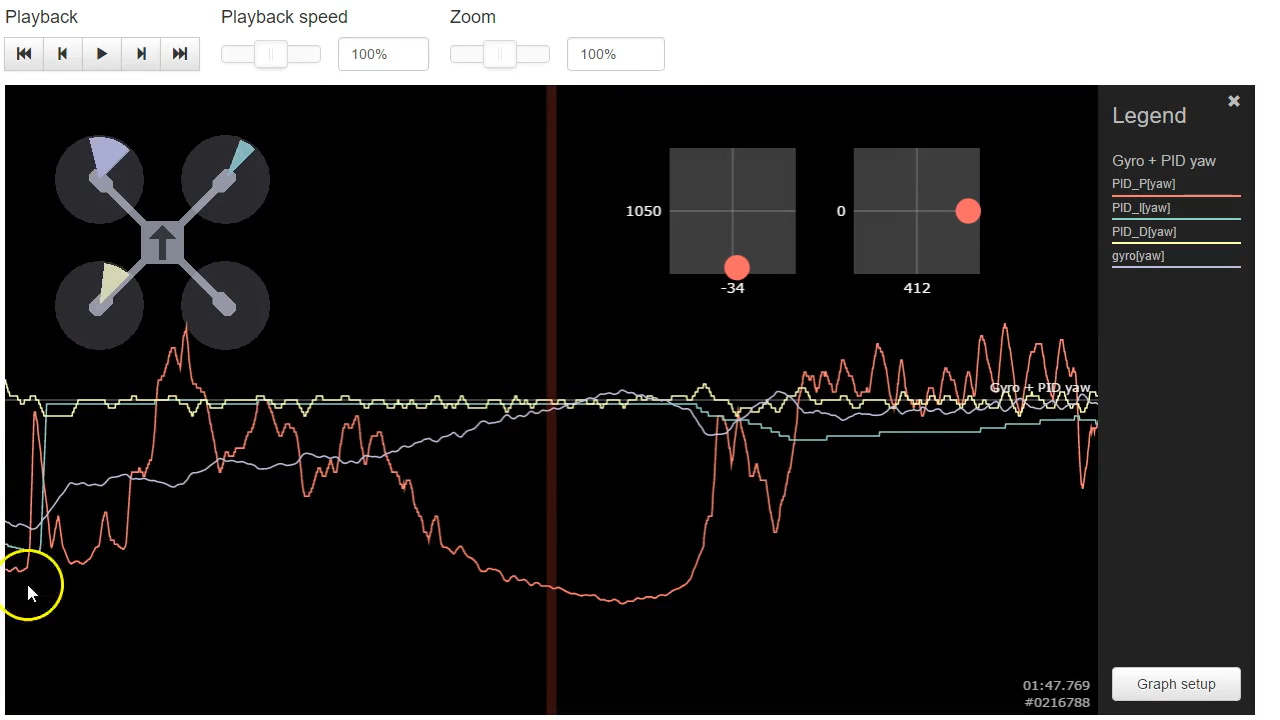 Playback
Playback speed
Zoom
100%
100%
Legend
Gyro + PID yaw
PID_P[yaw]
PID_I[yaw]
PID_D[yaw]
gyro[yaw]
1050
-34
0
412
Gyro + PID yaw
01:47.769
#0216788
Graph setup